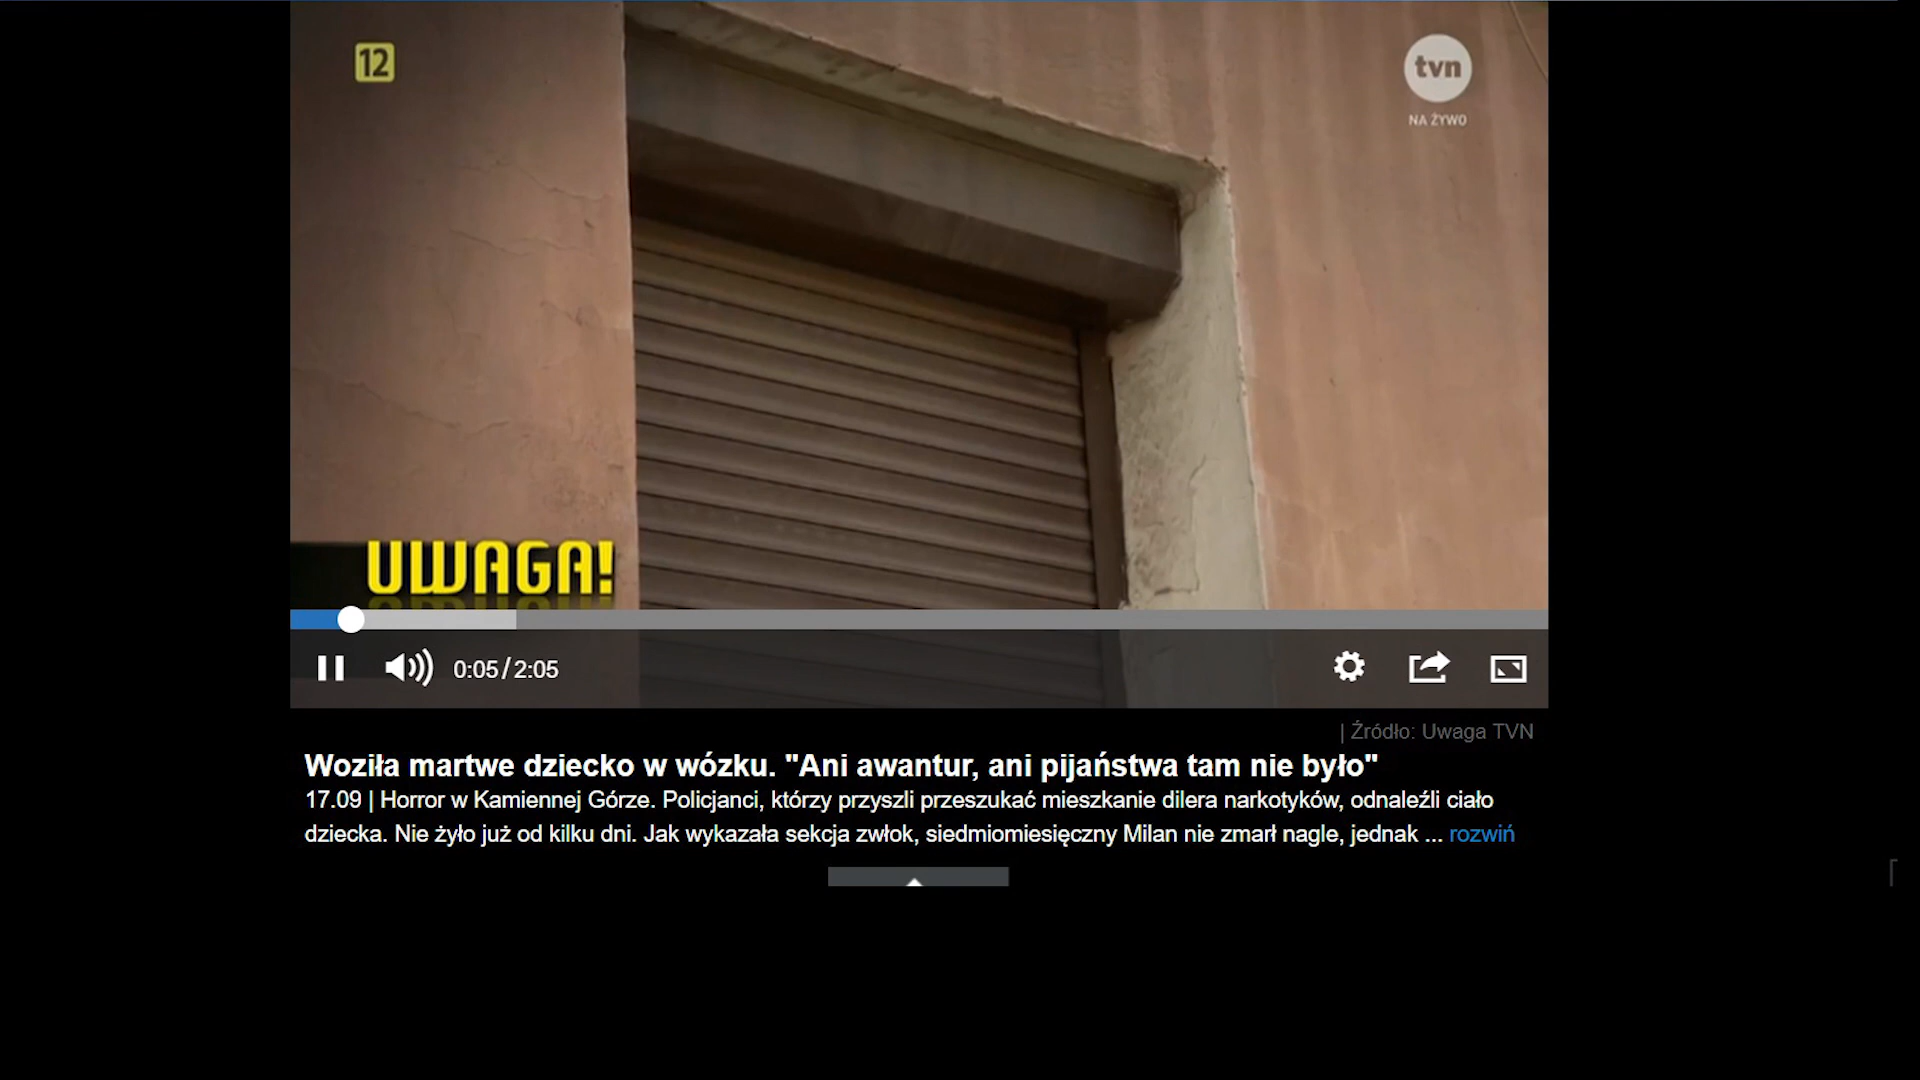 12
tvn
NA ŻYWO
UWAGA!
0:05/2:05
| Źródło: Uwaga TVN
Woziła martwe dziecko w wózku. "Ani awantur, ani pijaństwa tam nie było"
17.09 | Horror w Kamiennej Górze. Policjanci, którzy przyszli przeszukać mieszkanie dilera narkotyków, odnaleźli ciało
dziecka. Nie żyło już od kilku dni. Jak wykazała sekcja zwłok, siedmiomiesięczny Milan nie zmarł nagle, jednak ... rozwiń